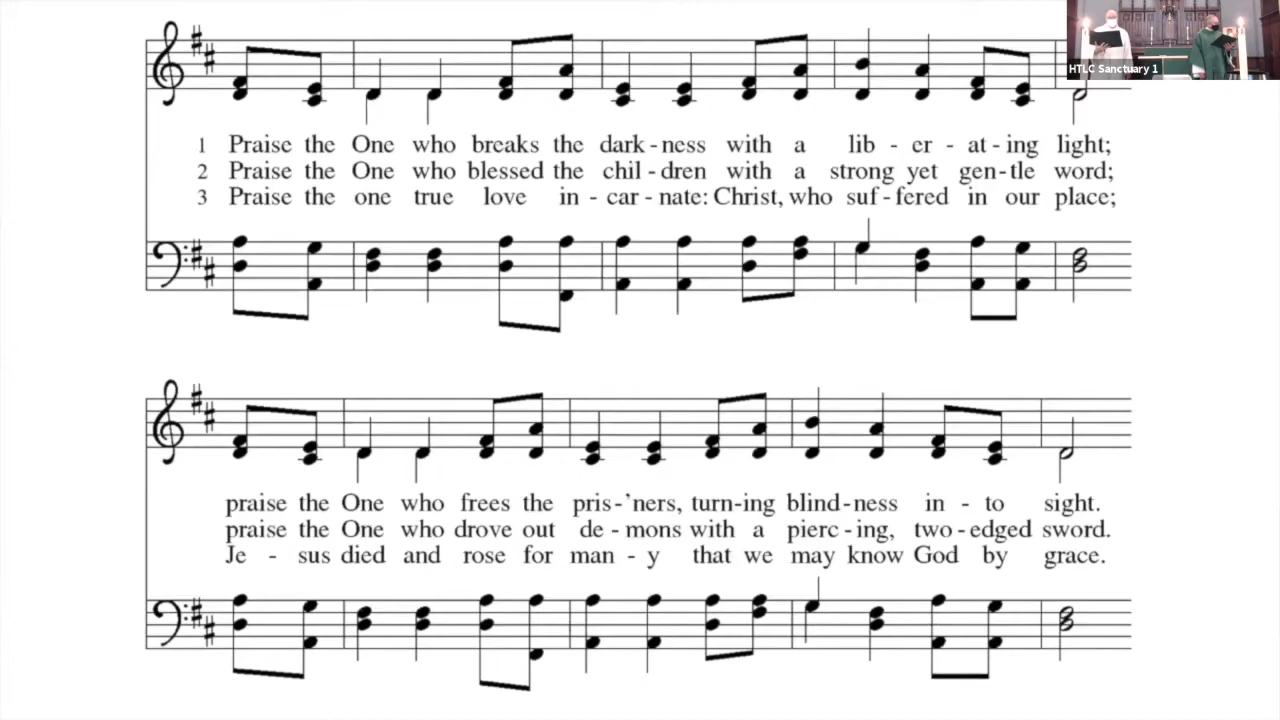 HTLC Sanctuary 1
1 Praise the One who breaks the dark - ness with a lib - er - at - ing light;
2 Praise the One who blessed the chil - dren with a strong yet gen - tle word;
3 Praise the one true love in - car - nate: Christ, who suf - fered in our place;
praise the One who frees the pris - 'ners, turn - ing blind - ness in - to sight.
praise the One who drove out de - mons with a pierc - ing, two - edged sword.
Je - sus died and rose for man - y that we may know God by grace.